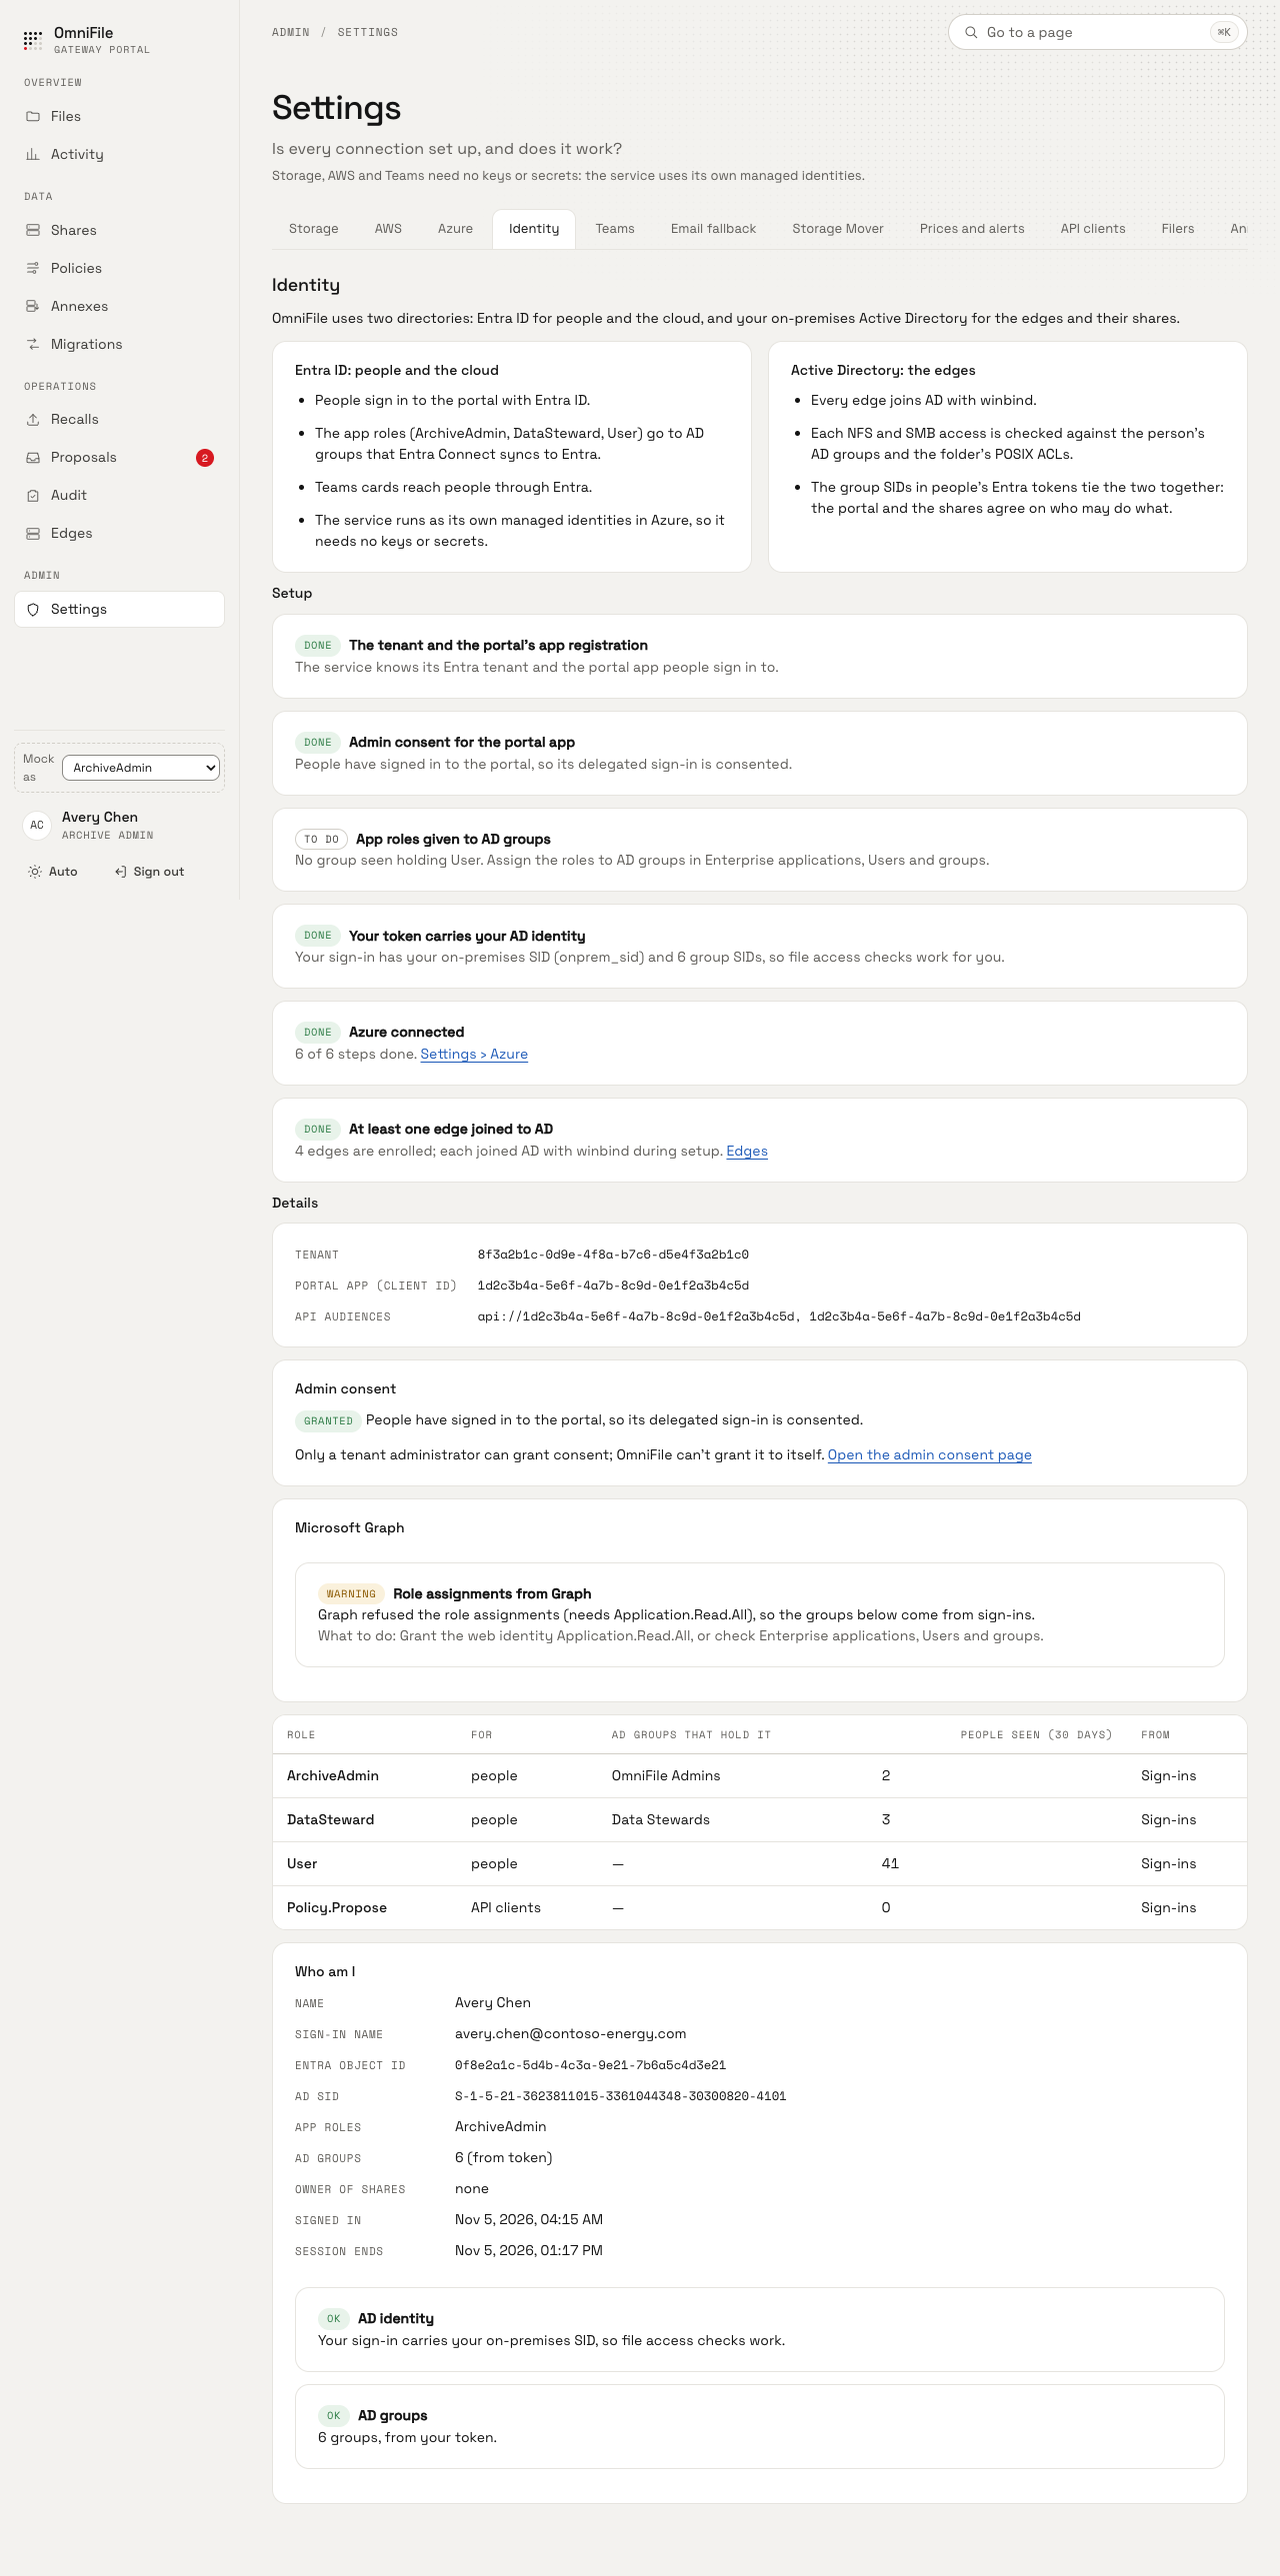 OmniFile
GATEWAY PORTAL
OVERVIEW
Files
Activity
DATA
Shares
Policies
Annexes
Migrations
OPERATIONS
Recalls
Proposals 2
Audit
Edges
ADMIN
Settings
Mock as
ArchiveAdmin
AC
Avery Chen
ARCHIVE ADMIN
Auto
Sign out
ADMIN / SETTINGS
Go to a page ⌘K
Settings
Is every connection set up, and does it work?
Storage, AWS and Teams need no keys or secrets: the service uses its own managed identities.
Storage AWS Azure Identity Teams Email fallback Storage Mover Prices and alerts API clients Filers An
Identity
OmniFile uses two directories: Entra ID for people and the cloud, and your on-premises Active Directory for the edges and their shares.
Entra ID: people and the cloud
• People sign in to the portal with Entra ID.
• The app roles (ArchiveAdmin, DataSteward, User) go to AD
groups that Entra Connect syncs to Entra.
• Teams cards reach people through Entra.
• The service runs as its own managed identities in Azure, so it
needs no keys or secrets.
Active Directory: the edges
• Every edge joins AD with winbind.
• Each NFS and SMB access is checked against the person's
AD groups and the folder's POSIX ACLs.
• The group SIDs in people's Entra tokens tie the two together:
the portal and the shares agree on who may do what.
Setup
DONE The tenant and the portal's app registration
The service knows its Entra tenant and the portal app people sign in to.
DONE Admin consent for the portal app
People have signed in to the portal, so its delegated sign-in is consented.
TO DO App roles given to AD groups
No group seen holding User. Assign the roles to AD groups in Enterprise applications, Users and groups.
DONE Your token carries your AD identity
Your sign-in has your on-premises SID (onprem_sid) and 6 group SIDs, so file access checks work for you.
DONE Azure connected
6 of 6 steps done. Settings > Azure
DONE At least one edge joined to AD
4 edges are enrolled; each joined AD with winbind during setup. Edges
Details
TENANT 8f3a2b1c-0d9e-4f8a-b7c6-d5e4f3a2b1c0
PORTAL APP (CLIENT ID) 1d2c3b4a-5e6f-4a7b-8c9d-0e1f2a3b4c5d
API AUDIENCES api://1d2c3b4a-5e6f-4a7b-8c9d-0e1f2a3b4c5d, 1d2c3b4a-5e6f-4a7b-8c9d-0e1f2a3b4c5d
Admin consent
GRANTED People have signed in to the portal, so its delegated sign-in is consented.
Only a tenant administrator can grant consent; OmniFile can't grant it to itself. Open the admin consent page
Microsoft Graph
WARNING Role assignments from Graph
Graph refused the role assignments (needs Application.Read.All), so the groups below come from sign-ins.
What to do: Grant the web identity Application.Read.All, or check Enterprise applications, Users and groups.
ROLE FOR AD GROUPS THAT HOLD IT PEOPLE SEEN (30 DAYS) FROM
ArchiveAdmin people OmniFile Admins 2 Sign-ins
DataSteward people Data Stewards 3 Sign-ins
User people — 41 Sign-ins
Policy.Propose API clients — 0 Sign-ins
Who am I
NAME Avery Chen
SIGN-IN NAME avery.chen@contoso-energy.com
ENTRA OBJECT ID 0f8e2a1c-5d4b-4c3a-9e21-7b6a5c4d3e21
AD SID S-1-5-21-3623811015-3361044348-30300820-4101
APP ROLES ArchiveAdmin
AD GROUPS 6 (from token)
OWNER OF SHARES none
SIGNED IN Nov 5, 2026, 04:15 AM
SESSION ENDS Nov 5, 2026, 01:17 PM
OK AD identity
Your sign-in carries your on-premises SID, so file access checks work.
OK AD groups
6 groups, from your token.